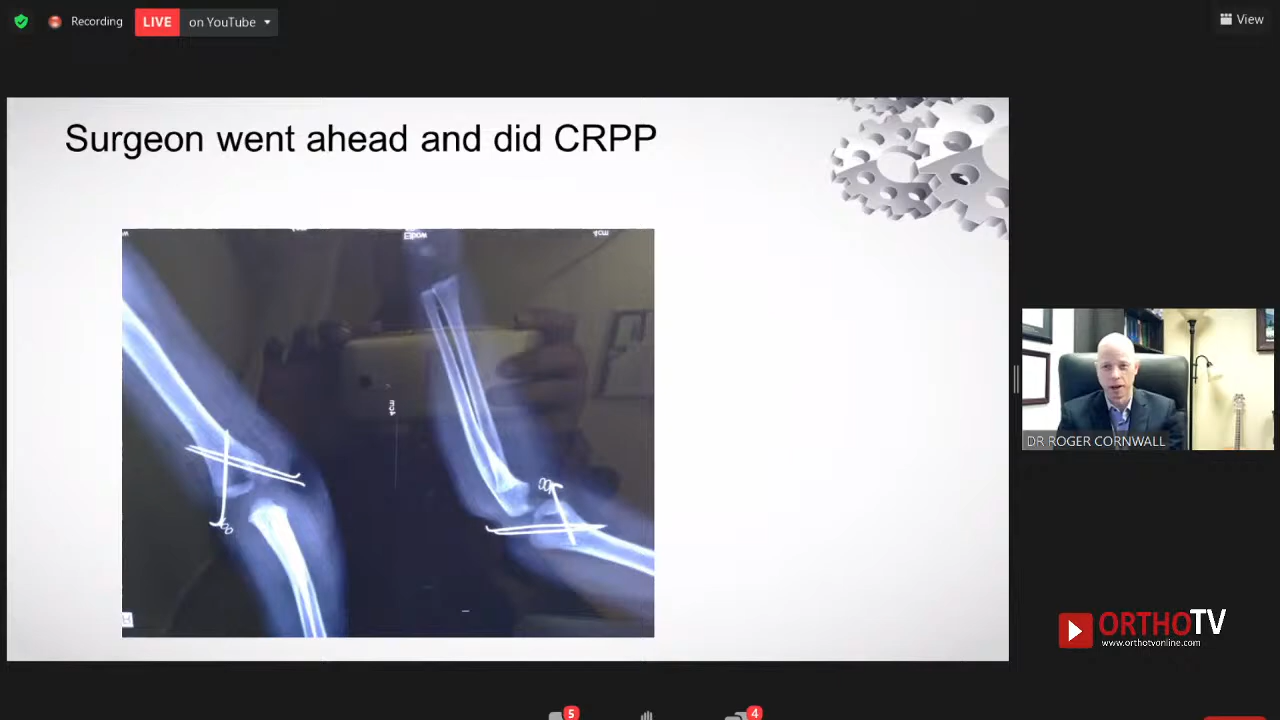 Recording
LIVE
on YouTube
View
Surgeon went ahead and did CRPP
DR ROGER CORNWALL
ORTHOTV
www.orthotvonline.com
5
4